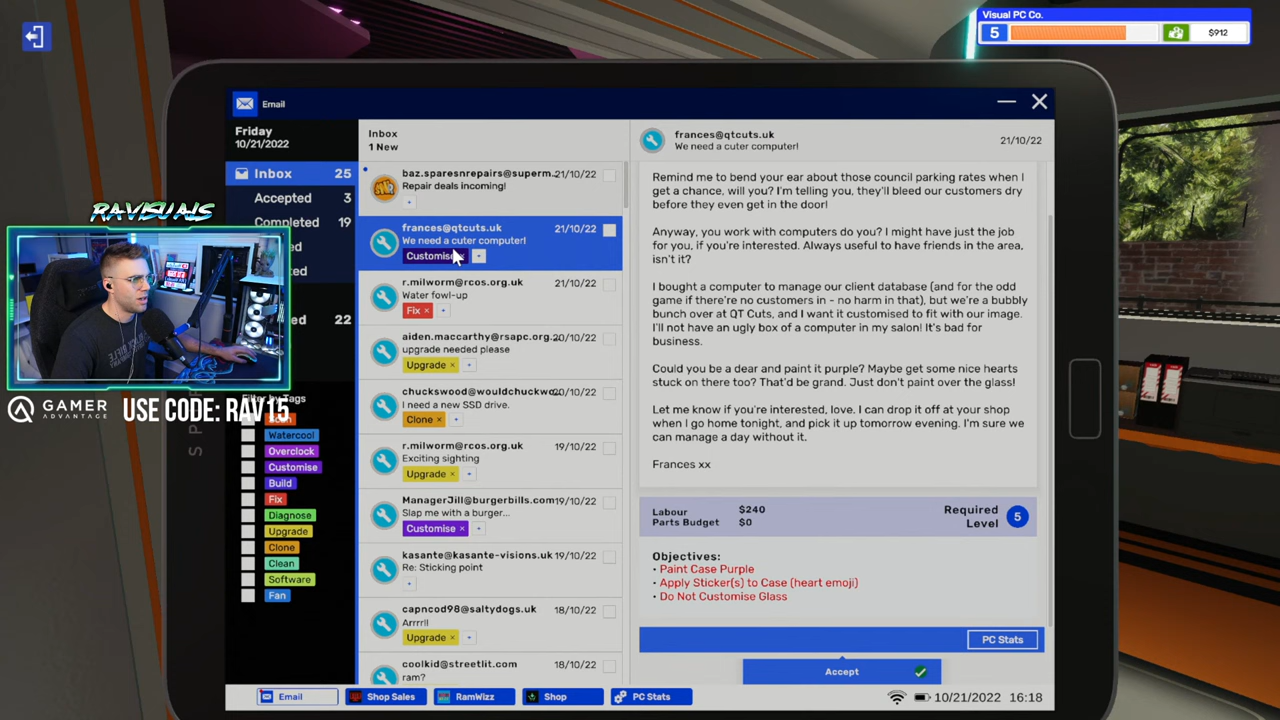 Visual PC Co.
5
$912
Email
Friday
10/21/2022
Inbox 25
Accepted 3
Completed 19
22
Filter by Tags
Watercool
Overclock
Customise
Build
Fix
Diagnose
Upgrade
Clone
Clean
Software
Fan
RAVISUALS
GAMER ADVANTAGE
USE CODE: RAV15
Inbox
1 New
baz.sparesnrepairs@superm... 21/10/22
Repair deals incoming!
frances@qtcuts.uk 21/10/22
We need a cuter computer!
Customise
r.milworm@rcos.org.uk 21/10/22
Water fowl-up
Fix ×
aiden.maccarthy@rsapc.org... 20/10/22
upgrade needed please
Upgrade ×
chuckswood@wouldchuckwo... 20/10/22
I need a new SSD drive.
Clone ×
r.milworm@rcos.org.uk 19/10/22
Exciting sighting
Upgrade ×
ManagerJill@burgerbills.com 19/10/22
Slap me with a burger...
Customise ×
kasante@kasante-visions.uk 19/10/22
Re: Sticking point
capncod98@saltydogs.uk 18/10/22
Arrr!!
Upgrade ×
coolkid@streetlit.com 18/10/22
ram?
frances@qtcuts.uk 21/10/22
We need a cuter computer!
Remind me to bend your ear about those council parking rates when I
get a chance, will you? I'm telling you, they'll bleed our customers dry
before they even get in the door!
Anyway, you work with computers do you? I might have just the job
for you, if you're interested. Always useful to have friends in the area,
isn't it?
I bought a computer to manage our client database (and for the odd
game if there're no customers in - no harm in that), but we're a bubbly
bunch over at QT Cuts, and I want it customised to fit with our image.
I'll not have an ugly box of a computer in my salon! It's bad for
business.
Could you be a dear and paint it purple? Maybe get some nice hearts
stuck on there too? That'd be grand. Just don't paint over the glass!
Let me know if you're interested, love. I can drop it off at your shop
when I go home tonight, and pick it up tomorrow evening. I'm sure we
can manage a day without it.
Frances xx
Labour $240
Parts Budget $0
Required
Level 5
Objectives:
• Paint Case Purple
• Apply Sticker(s) to Case (heart emoji)
• Do Not Customise Glass
PC Stats
Accept
Email
Shop Sales
RamWizz
Shop
PC Stats
10/21/2022 16:18